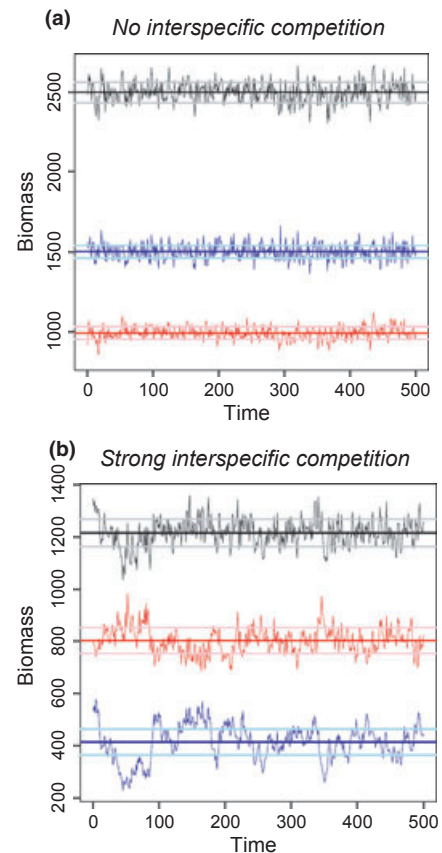 (a) No interspecific competition
2500
2000
1500
1000
Biomass
0 100 200 300 400 500
Time
(b) Strong interspecific competition
1400
1200
1000
800
600
400
200
Biomass
0 100 200 300 400 500
Time